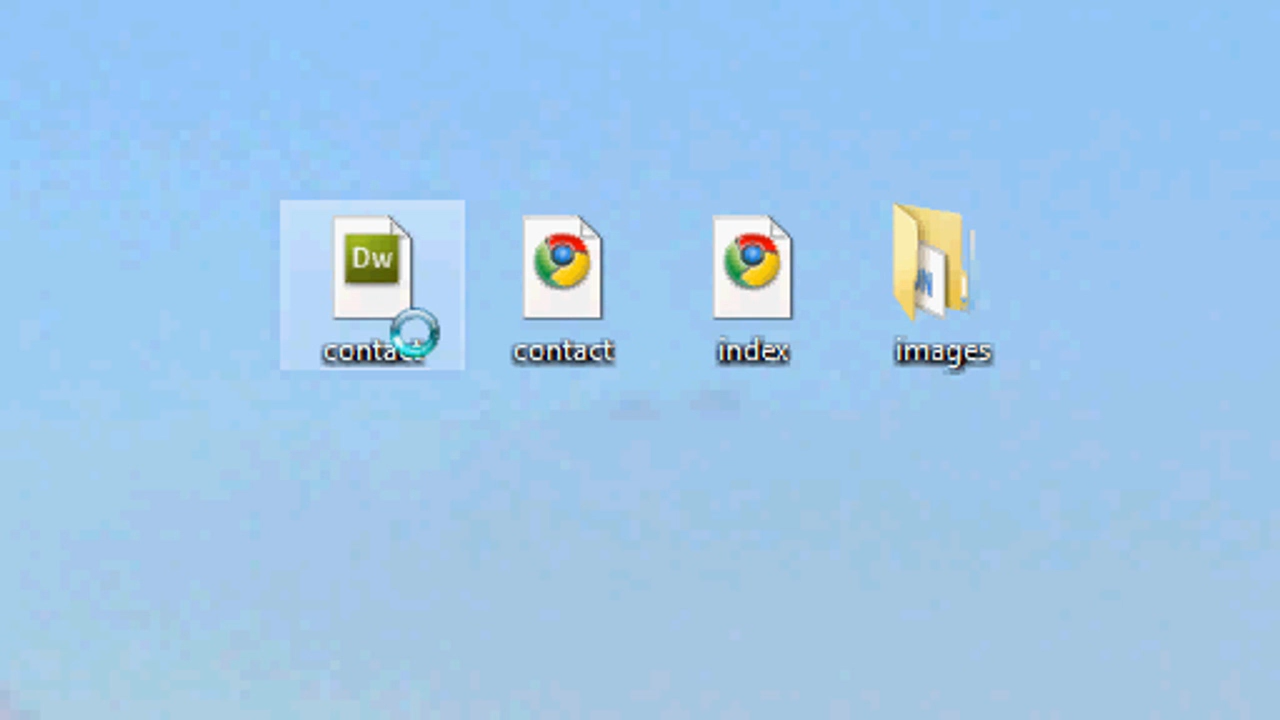 Dw
contact
contact
index
images